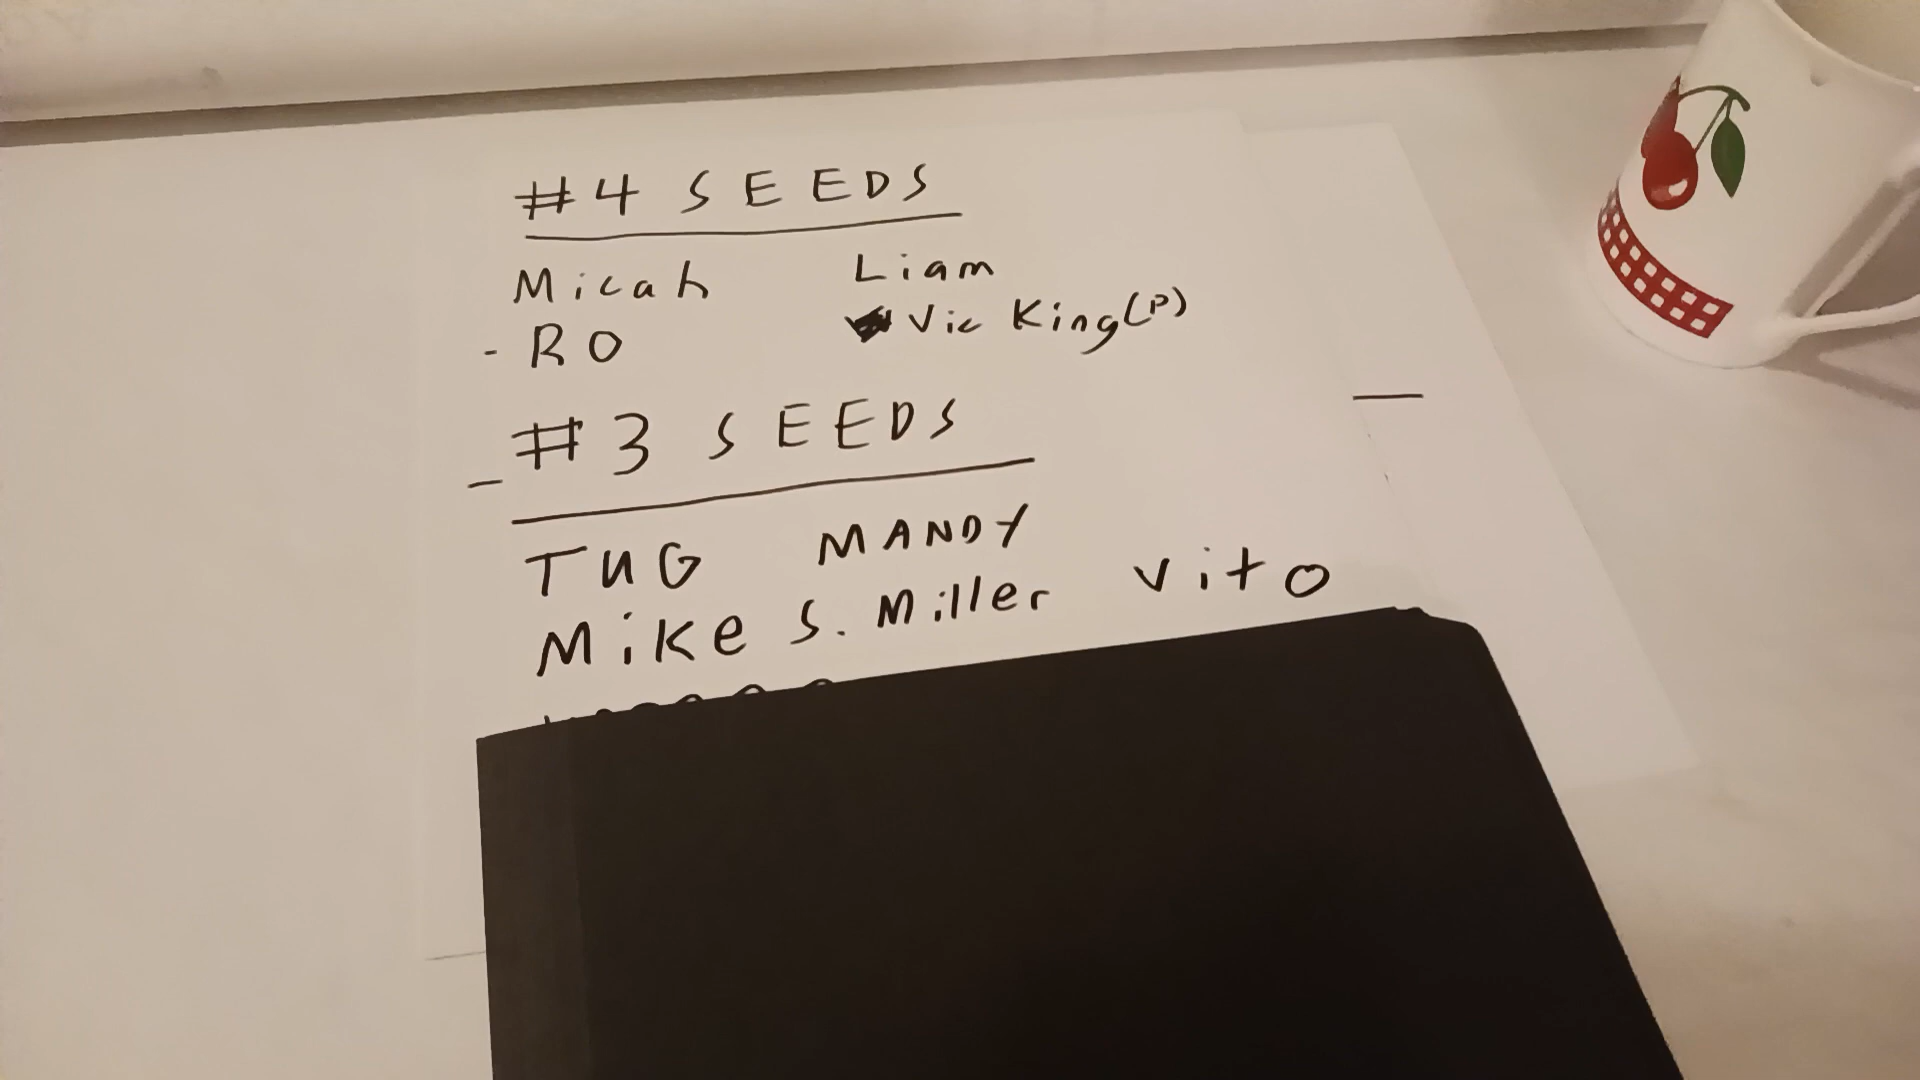 #4 SEEDS
Micah Liam
- RO Vic King(P)
- #3 SEEDS
TUG MANDY
Mike S. Miller Vito